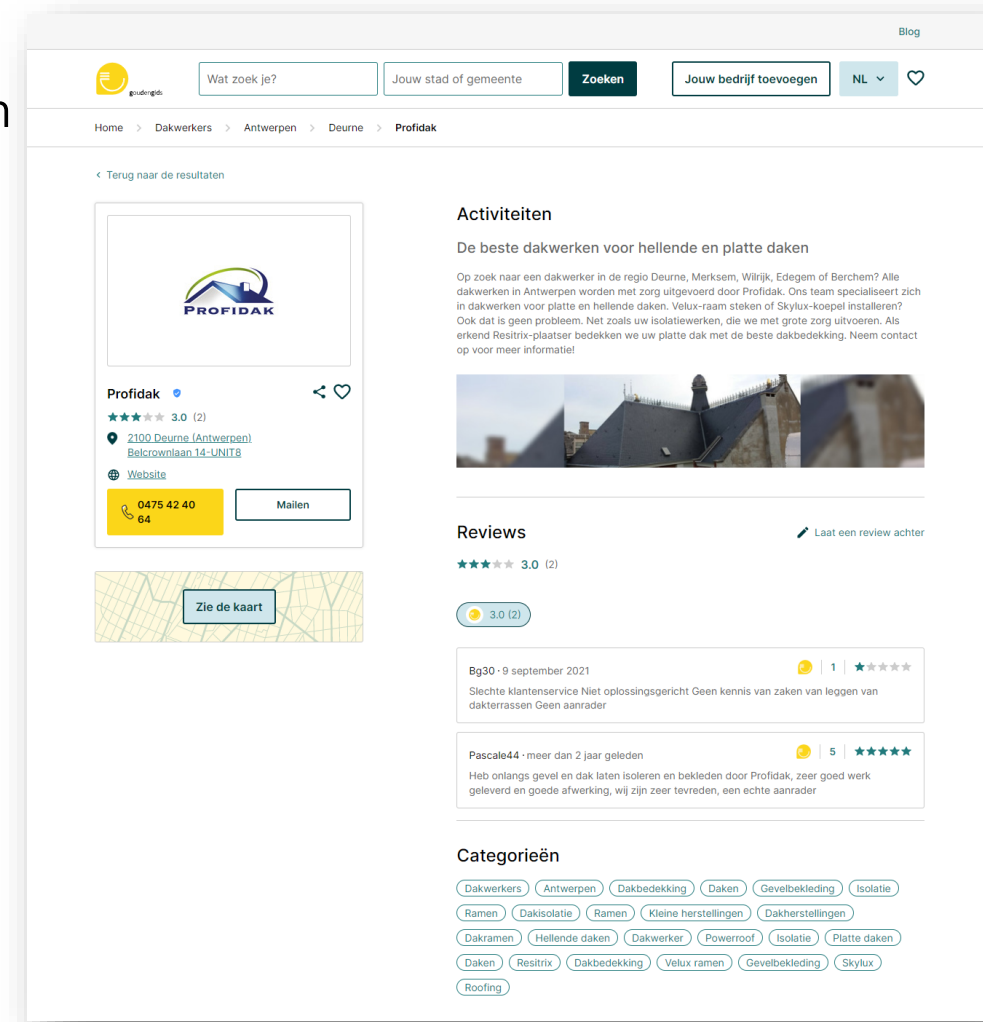 Blog
goudengids
Wat zoek je?
Jouw stad of gemeente
Zoeken
Jouw bedrijf toevoegen
NL
n
Home > Dakwerkers > Antwerpen > Deurne > Profidak
‹ Terug naar de resultaten
PROFIDAK
Profidak
3.0 (2)
2100 Deurne (Antwerpen)
Belcrownlaan 14-UNIT8
Website
0475 42 40
64
Mailen
Zie de kaart
Activiteiten
De beste dakwerken voor hellende en platte daken
Op zoek naar een dakwerker in de regio Deurne, Merksem, Wilrijk, Edegem of Berchem? Alle
dakwerken in Antwerpen worden met zorg uitgevoerd door Profidak. Ons team specialiseert zich
in dakwerken voor platte en hellende daken. Velux-raam steken of Skylux-koepel installeren?
Ook dat is geen probleem. Net zoals uw isolatiewerken, die we met grote zorg uitvoeren. Als
erkend Resitrix-plaatser bedekken we uw platte dak met de beste dakbedekking. Neem contact
op voor meer informatie!
Reviews
Laat een review achter
3.0 (2)
3.0 (2)
Bg30 · 9 september 2021
1
Slechte klantenservice Niet oplossingsgericht Geen kennis van zaken van leggen van
dakterrassen Geen aanrader
Pascale44 · meer dan 2 jaar geleden
5
Heb onlangs gevel en dak laten isoleren en bekleden door Profidak, zeer goed werk
geleverd en goede afwerking, wij zijn zeer tevreden, een echte aanrader
Categorieën
Dakwerkers Antwerpen Dakbedekking Daken Gevelbekleding Isolatie
Ramen Dakisolatie Ramen Kleine herstellingen Dakherstellingen
Dakramen Hellende daken Dakwerker Powerroof Isolatie Platte daken
Daken Resitrix Dakbedekking Velux ramen Gevelbekleding Skylux
Roofing